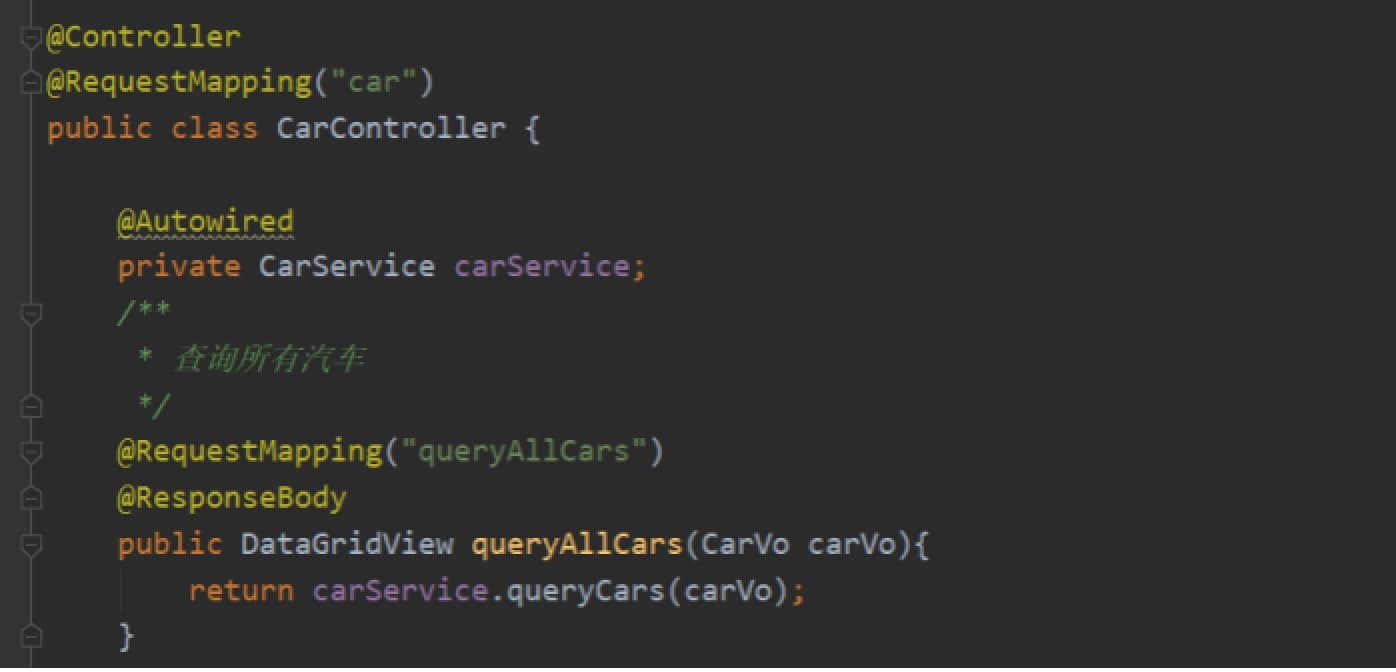 @Controller
@RequestMapping("car")
public class CarController {
@Autowired
private CarService carService;
/**
* 查询所有汽车
*/
@RequestMapping("queryAllCars")
@ResponseBody
public DataGridView queryAllCars(CarVo carVo){
return carService.queryCars(carVo);
}